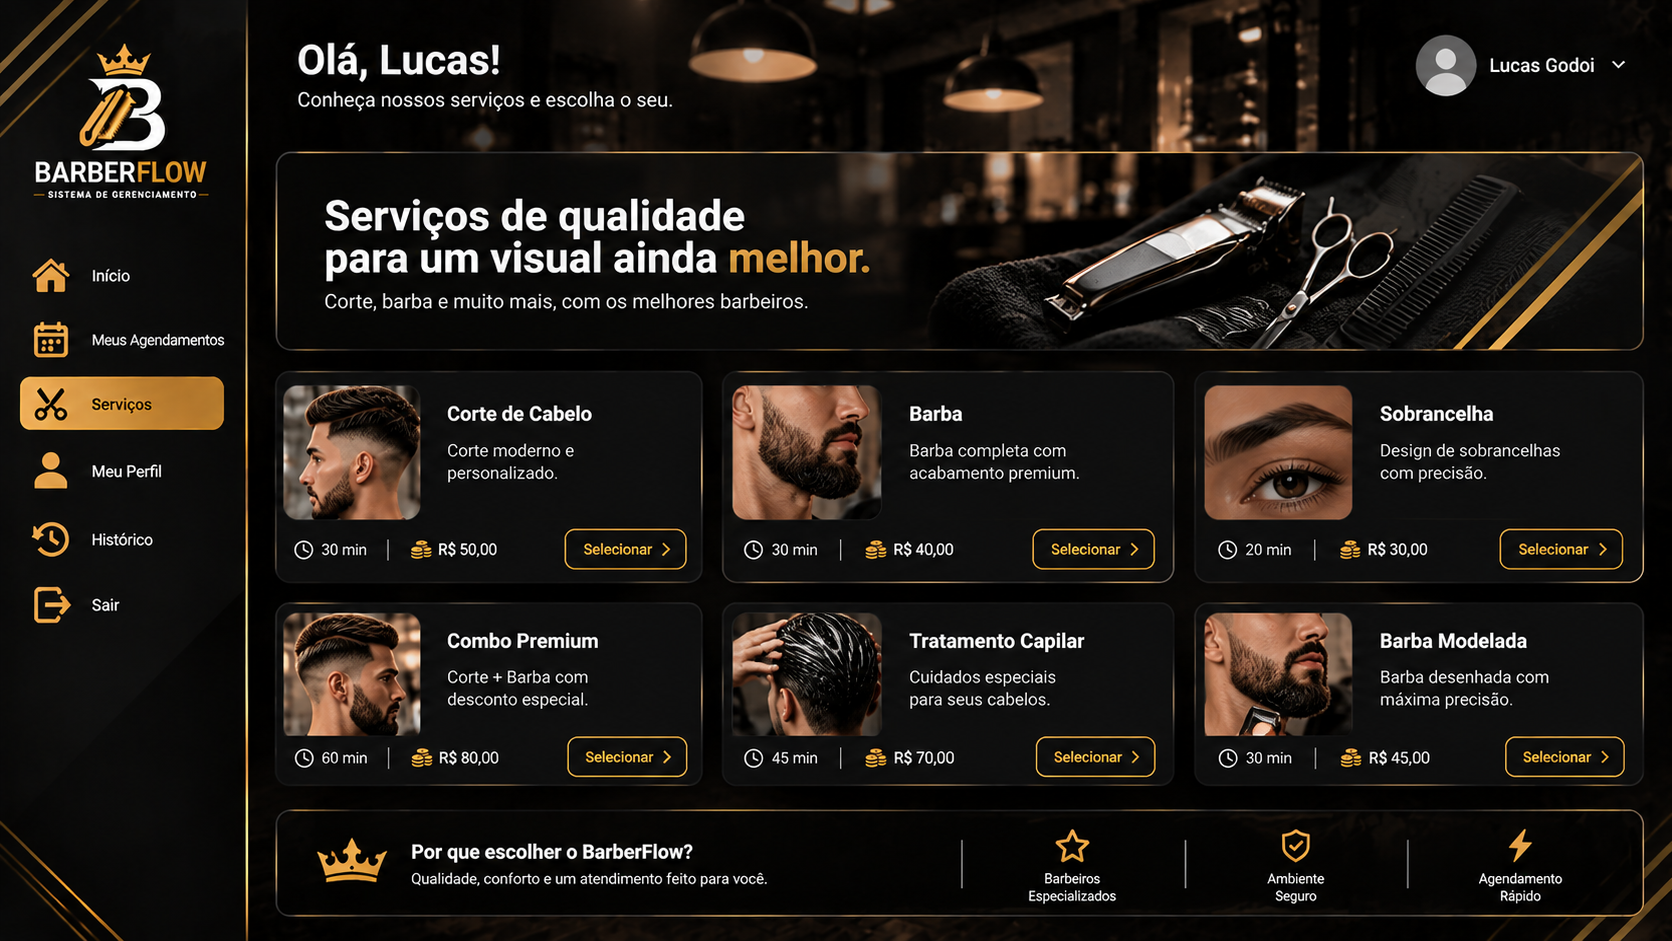 BARBERFLOW
SISTEMA DE GERENCIAMENTO
Início
Meus Agendamentos
Serviços
Meu Perfil
Histórico
Sair
Olá, Lucas!
Conheça nossos serviços e escolha o seu.
Lucas Godoi
Serviços de qualidade
para um visual ainda melhor.
Corte, barba e muito mais, com os melhores barbeiros.
Corte de Cabelo
Corte moderno e
personalizado.
30 min
R$ 50,00
Selecionar
Barba
Barba completa com
acabamento premium.
30 min
R$ 40,00
Selecionar
Sobrancelha
Design de sobrancelhas
com precisão.
20 min
R$ 30,00
Selecionar
Combo Premium
Corte + Barba com
desconto especial.
60 min
R$ 80,00
Selecionar
Tratamento Capilar
Cuidados especiais
para seus cabelos.
45 min
R$ 70,00
Selecionar
Barba Modelada
Barba desenhada com
máxima precisão.
30 min
R$ 45,00
Selecionar
Por que escolher o BarberFlow?
Qualidade, conforto e um atendimento feito para você.
Barbeiros
Especializados
Ambiente
Seguro
Agendamento
Rápido